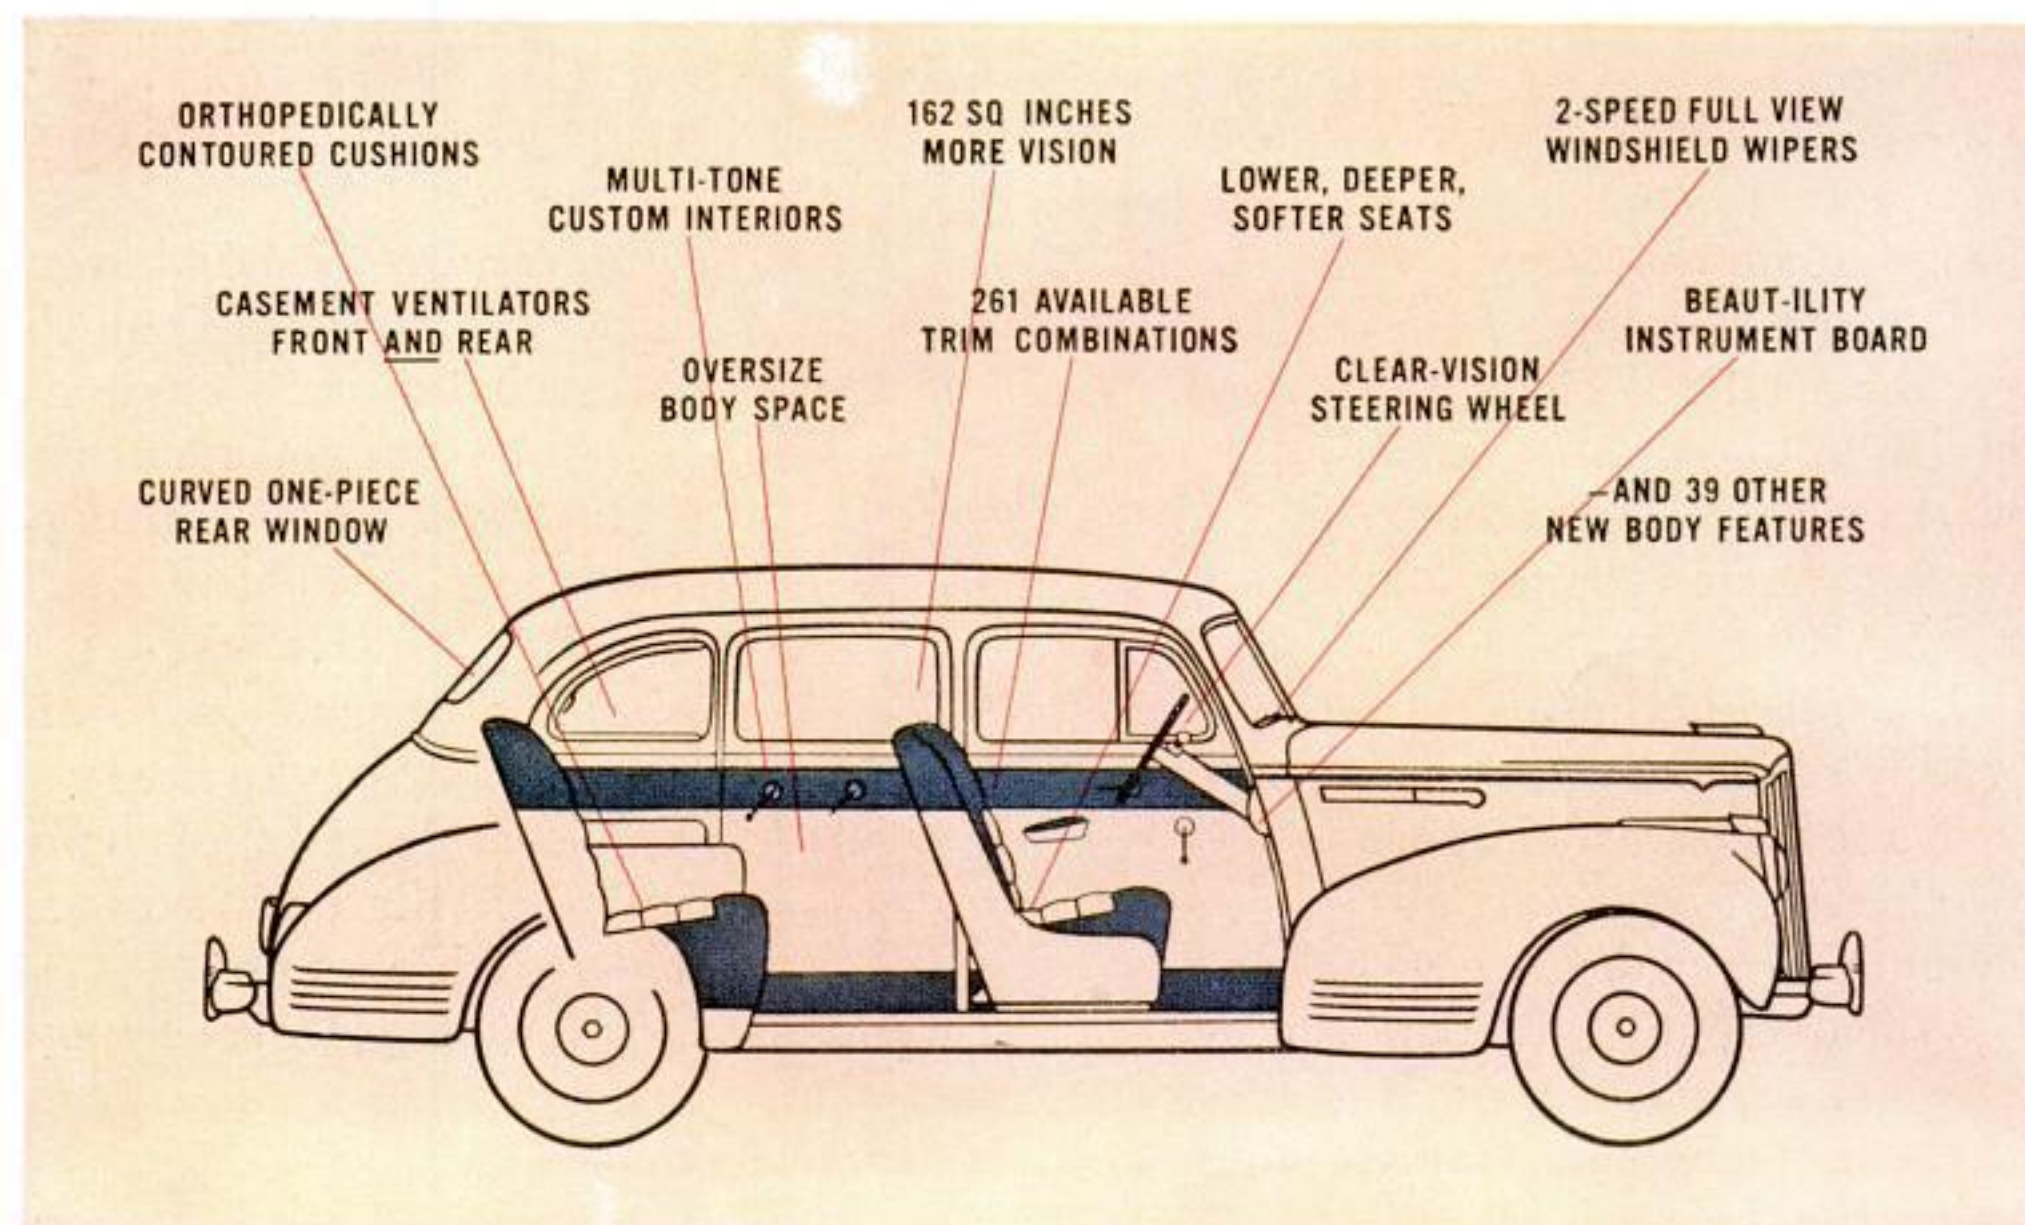 ORTHOPEDICALLY
CONTOURED CUSHIONS
MULTI-TONE
CUSTOM INTERIORS
162 SQ INCHES
MORE VISION
LOWER, DEEPER,
SOFTER SEATS
2-SPEED FULL VIEW
WINDSHIELD WIPERS
CASEMENT VENTILATORS
FRONT AND REAR
OVERSIZE
BODY SPACE
261 AVAILABLE
TRIM COMBINATIONS
CLEAR-VISION
STEERING WHEEL
BEAUT-ILITY
INSTRUMENT BOARD
CURVED ONE-PIECE
REAR WINDOW
—AND 39 OTHER
NEW BODY FEATURES